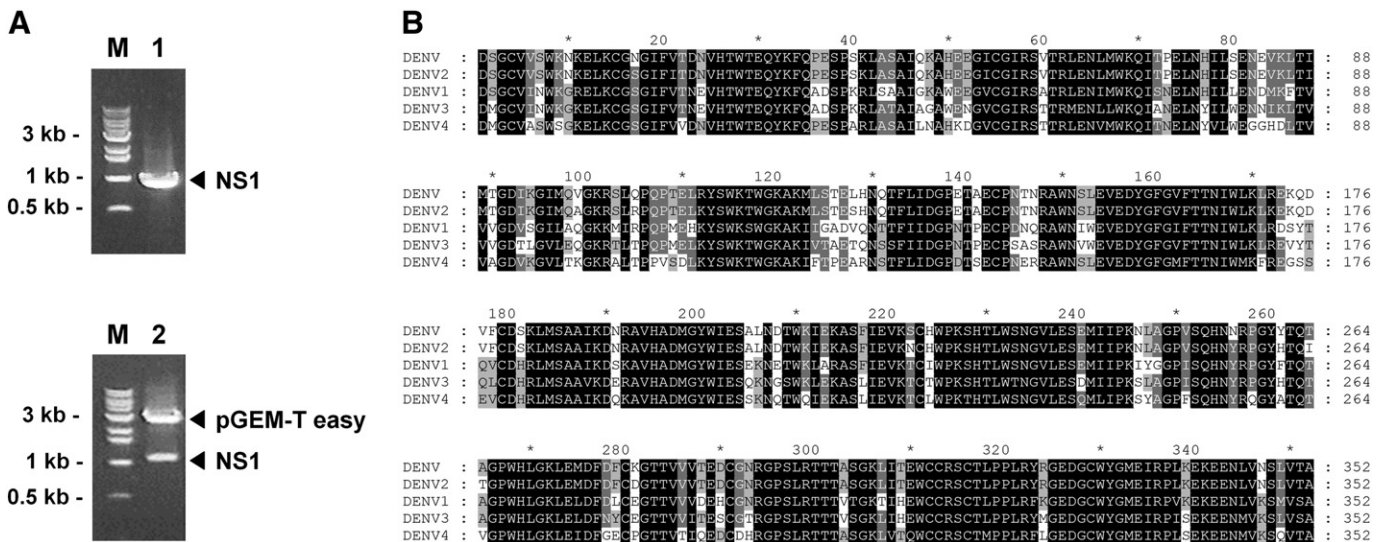 A
M 1
3 kb -
1 kb -
0.5 kb -
NS1
M 2
3 kb -
1 kb -
0.5 kb -
pGEM-T easy
NS1
B
* 20 * 40 * 60 * 80
DENV : DSGCVVSWKNKELKCGNGIFVTDNVHTWTEQYKFQPESPSKLASAIQKAHEEGICGIRSVTRLENLMWKQITPELNHILSENEVKLTI : 88
DENV2 : DSGCVVSWKNKELKCGSGIFITDNVHTWTEQYKFQPESPSKLASAIQKAHEEGICGIRSVTRLENLMWKQITPELNHILSENEVKLTI : 88
DENV1 : DSGCVINWKGRELKCGSGIFVTNEVHTWTEQYKFQADSPKRLSAAIGKAWEEGVCGIRSATRLENIMWKQISNELNHILLENDMKFTV : 88
DENV3 : DMGCVINWKGKELKCGSGIFVTNEVHTWTEQYKFQADSPKRLATAIAGAWENGVCGIRSTTRMENLLWKQIANELNYILWENNIKLTV : 88
DENV4 : DMGCVASWSGKELKCGSGIFVVDNVHTWTEQYKFQPESPARLASAILNAHKDGVCGIRSTTRLENVMWKQITNELNYVLWEGGHDLTV : 88
* 100 * 120 * 140 * 160 *
DENV : MTGDIKGIMQVGKRSLQPQPTELRYSWKTWGKAKMLSTELHNQTFLIDGPETAECPNTNRAWNSLEVEDYGFGVFTTNIWLKLREKQD : 176
DENV2 : MTGDIKGIMQAGKRSLRPQPTELKYSWKTWGKAKMLSTESHNQTFLIDGPETAECPNTNRAWNSLEVEDYGFGVFTTNIWLKLKEKQD : 176
DENV1 : VVGDVSGILAQGKKMIRPQPMEHKYSWKTWGKAKIIGADVQNTTFIIDGPNTPECPDNQRAWNIWEVEDYGFGIFTTNIWLKLRDSYT : 176
DENV3 : VVGDTLGVLEQGKRTLTPQPMELKYSWKTWGKAKIVTAETQNSSFIIDGPNTPECPSASRAWNVWEVEDYGFGVFTTNIWLKLREVYT : 176
DENV4 : VAGDVKGVLTKGKRALTPPVSDLKYSWKTWGKAKIFTPEARNSTFLIDGPDTSECPNERRAWNSLEVEDYGFGMFTTNIWMKFREGSS : 176
180 * 200 * 220 * 240 * 260
DENV : VFCDSKLMSAAIKDNRAVHADMGYWIESALNDTWKIEKASFIEVKSCHWPKSHTLWSNGVLESEMIIPKNLAGPVSQHNNRPGYYTQT : 264
DENV2 : VFCDSKLMSAAIKDNRAVHADMGYWIESALNDTWKIEKASFIEVKNCHWPKSHTLWSNGVLESEMIIPKNLAGPVSQHNYRPGYHTQI : 264
DENV1 : QVCDHRLMSAAIKDSKAVHADMGYWIESEKNETWKLARASFIEVKTCIWPKSHTLWSNGVLESEMIIPKIYGGPISQHNYRPGYFTQT : 264
DENV3 : QLCDHRLMSAAVKDERAVHADMGYWIESQKNGSWKLEKASLIEVKTCTWPKSHTLWTNGVLESDMIIPKSLAGPISQHNYRPGYHTQT : 264
DENV4 : EVCDHRLMSAAIKDQKAVHADMGYWIESSKNQTWQIEKASLIEVKTCLWPKTHTLWSNGVLESQMLIPKSYAGPFSQHNYRQGYATQT : 264
* 280 * 300 * 320 * 340 *
DENV : AGPWHLGKLEMDFDFCKGTTVVVTEDCGNRGPSLRTTTASGKLITEWCCRSCTLPPLRYRGEDGCWYGMEIRPLKEKEENLVNSLVTA : 352
DENV2 : TGPWHLGKLEMDFDFCDGTTVVVTEDCGNRGPSLRTTTASGKLITEWCCRSCTLPPLRYRGEDGCWYGMEIRPLKEKEENLVNSLVTA : 352
DENV1 : AGPWHLGKLELDFDLCEGTTVVVDEHCGNRGPSLRTTTVTGKTIHEWCCRSCTLPPLRFKGEDGCWYGMEIRPVKEKEENLVKSMVSA : 352
DENV3 : AGPWHLGKLELDFNYCEGTTVVITESCGTRGPSLRTTTVSGKLIHEWCCRSCTLPPLRYMGEDGCWYGMEIRPISEKEENMVKSLVSA : 352
DENV4 : VGPWHLGKLEIDFGECPGTTVTIQEDCDHRGPSLRTTTASGKLVTQWCCRSCTMPPLRFLGEDGCWYGMEIRPLSEKEENMVKSQVTA : 352